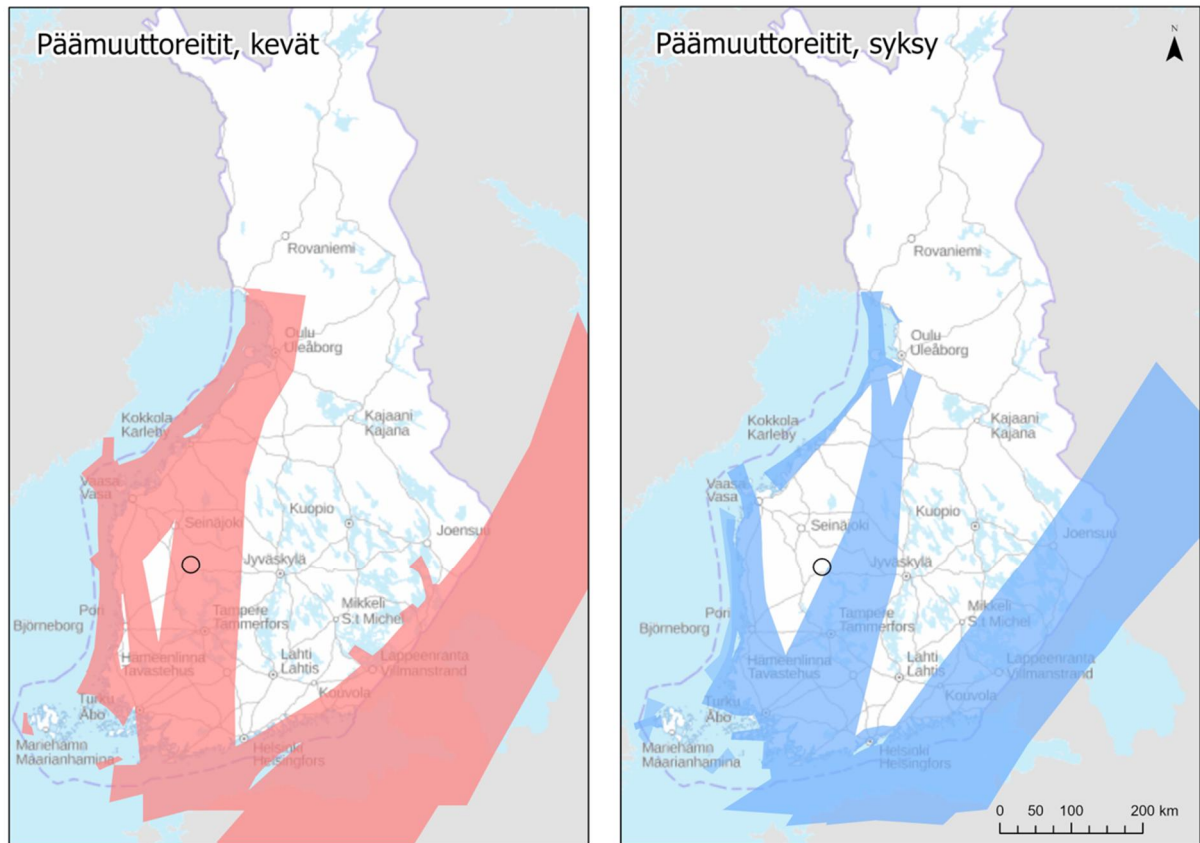 Päämuuttoreitit, kevät
Rovaniemi
Oulu
Uleåborg
Kokkola
Karleby
Kajaani
Kajana
Vaasa
Vasa
Seinäjoki
Kuopio
Joensuu
Jyväskylä
Pori
Björneborg
Tampere
Tammerfors
Mikkeli
S:t Michel
Hämeenlinna
Tavastehus
Lahti
Lahtis
Lappeenranta
Villmanstrand
Kouvola
Turku
Åbo
Mariehamn
Maarianhamina
Helsinki
Helsingfors
Päämuuttoreitit, syksy
N
Rovaniemi
Oulu
Uleåborg
Kokkola
Karleby
Kajaani
Kajana
Vaasa
Vasa
Seinäjoki
Kuopio
Joensuu
Jyväskylä
Pori
Björneborg
Tampere
Tammerfors
Mikkeli
S:t Michel
Hämeenlinna
Tavastehus
Lahti
Lahtis
Lappeenranta
Villmanstrand
Kouvola
Turku
Åbo
Mariehamn
Maarianhamina
Helsinki
Helsingfors
0 50 100 200 km